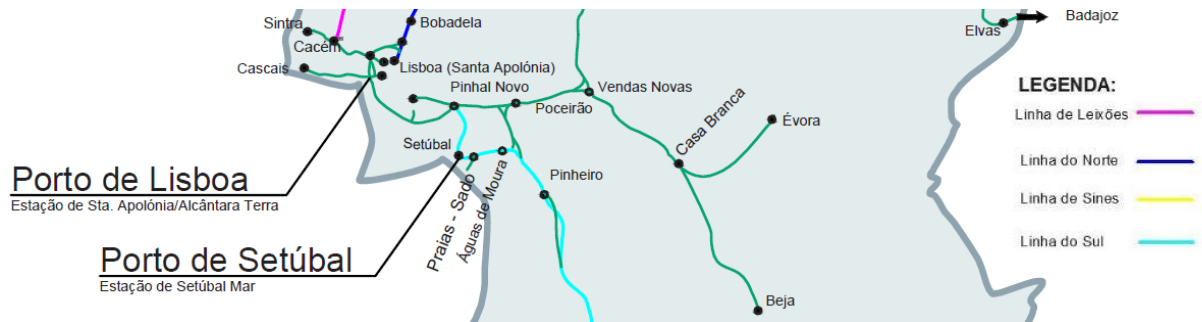 Sintra
Bobadela
Badajoz
Elvas
Cacém
Cascais
Lisboa (Santa Apolónia)
Pinhal Novo
Vendas Novas
Poceirão
LEGENDA:
Linha de Leixões
Casa Branca
Évora
Setúbal
Linha do Norte
Porto de Lisboa
Estação de Sta. Apolónia/Alcântara Terra
Praias - Sado
Águas de Moura
Pinheiro
Linha de Sines
Linha do Sul
Porto de Setúbal
Estação de Setúbal Mar
Beja